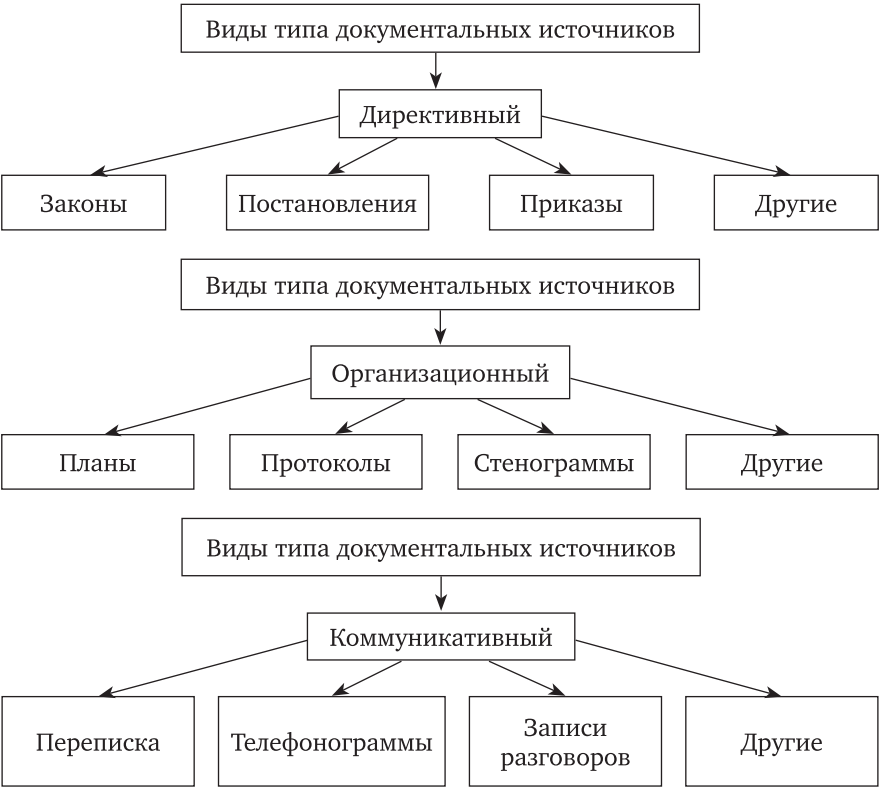 Виды типа документальных источников
Директивный
Законы
Постановления
Приказы
Другие
Виды типа документальных источников
Организационный
Планы
Протоколы
Стенограммы
Другие
Виды типа документальных источников
Коммуникативный
Переписка
Телефонограммы
Записи
разговоров
Другие